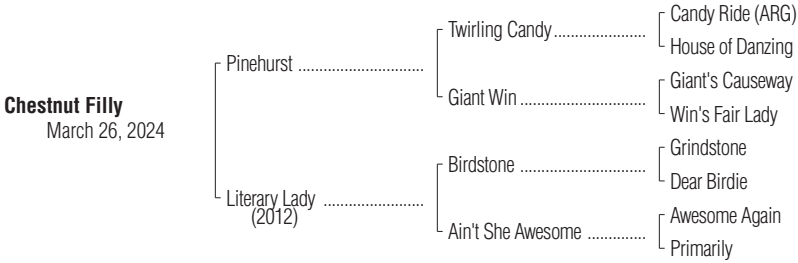 Chestnut Filly
March 26, 2024
Pinehurst ..............................
Literary Lady ........................
(2012)
Twirling Candy......................
Giant Win ..............................
Birdstone ..............................
Ain't She Awesome ..............
Candy Ride (ARG)
House of Danzing
Giant's Causeway
Win's Fair Lady
Grindstone
Dear Birdie
Awesome Again
Primarily